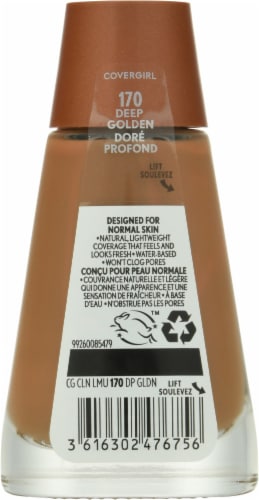 COVERGIRL
170
DEEP
GOLDEN
DORÉ
PROFOND
LIFT
SOULEVEZ
DESIGNED FOR
NORMAL SKIN
•NATURAL, LIGHTWEIGHT
COVERAGE THAT FEELS AND
LOOKS FRESH •WATER-BASED
•WON'T CLOG PORES
CONÇU POUR PEAU NORMALE
•COUVRANCE NATURELLE ET LÉGÈRE
QUI DONNE UNE APPARENCE ET UNE
SENSATION DE FRAÎCHEUR •À BASE
D'EAU •N'OBSTRUE PAS LES PORES
TM
99260085479
CG CLN LMU 170 DP GLDN
LIFT
SOULEVEZ
3 616302 476756